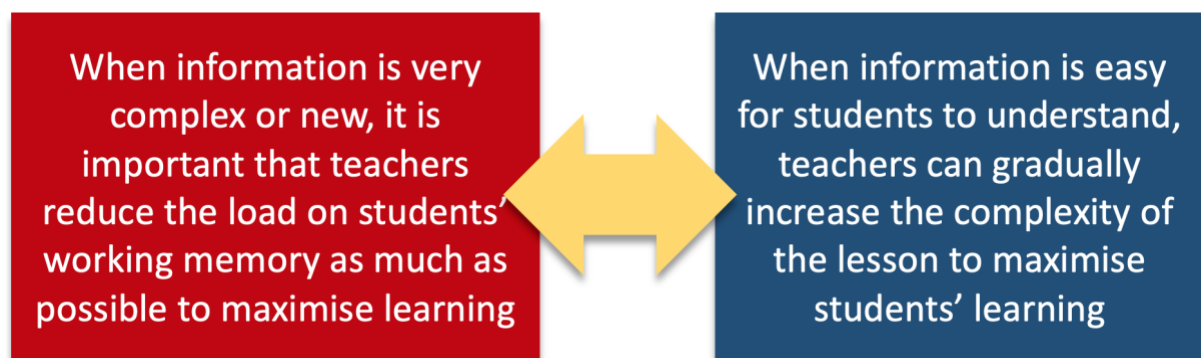 When information is very
complex or new, it is
important that teachers
reduce the load on students’
working memory as much as
possible to maximise learning
When information is easy
for students to understand,
teachers can gradually
increase the complexity of
the lesson to maximise
students’ learning